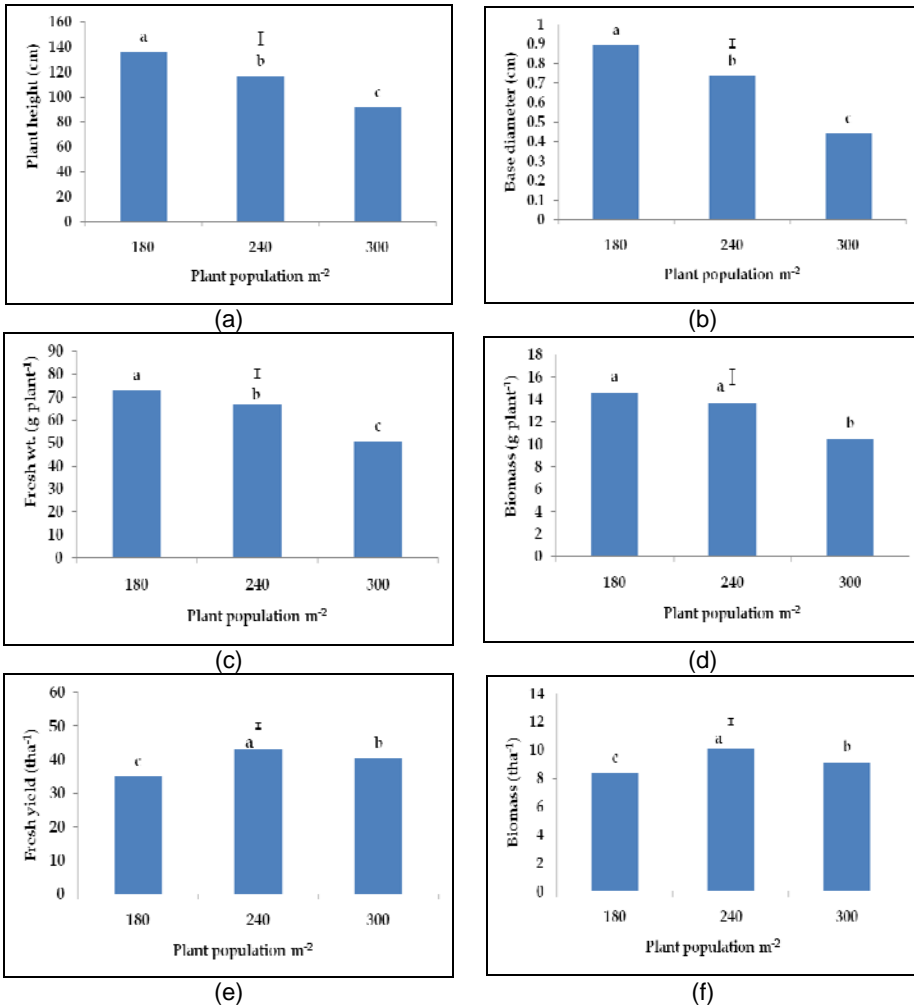 160
140
120
100
80
60
40
20
0
Plant height (cm)
a
b
c
180 240 300
Plant population m⁻²
(a)
1
0.9
0.8
0.7
0.6
0.5
0.4
0.3
0.2
0.1
0
Base diameter (cm)
a
b
c
180 240 300
Plant population m⁻²
(b)
90
80
70
60
50
40
30
20
10
0
Fresh wt. (g plant⁻¹)
a
b
c
180 240 300
Plant population m⁻²
(c)
18
16
14
12
10
8
6
4
2
0
Biomass (g plant⁻¹)
a
a
b
180 240 300
Plant population m⁻²
(d)
60
50
40
30
20
10
0
Fresh yield (tha⁻¹)
c
a
b
180 240 300
Plant population m⁻²
(e)
14
12
10
8
6
4
2
0
Biomass (tha⁻¹)
c
a
b
180 240 300
Plant population m⁻²
(f)